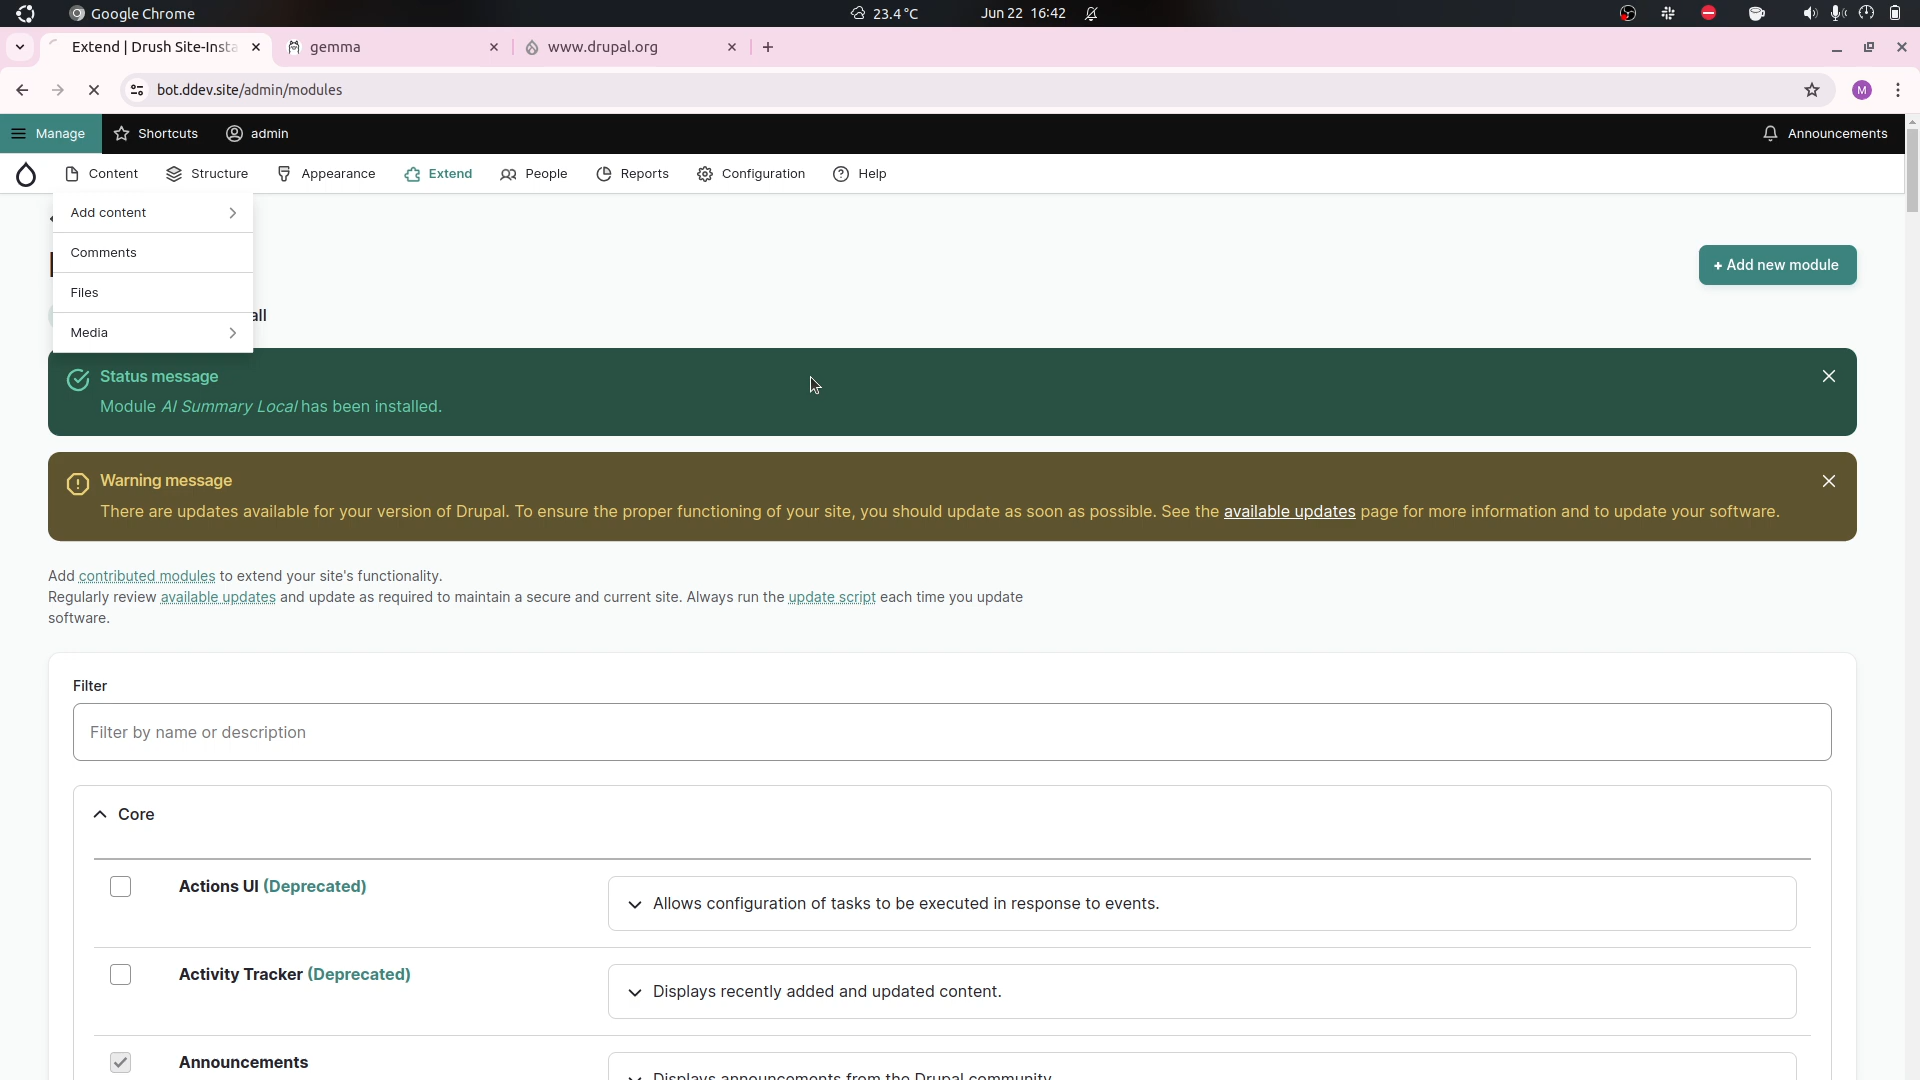 Google Chrome
23.4°C
Jun 22 16:42
Extend | Drush Site-Insta
gemma
www.drupal.org
bot.ddev.site/admin/modules
M
Manage
Shortcuts
admin
Announcements
Content
Structure
Appearance
Extend
People
Reports
Configuration
Help
Add content
Comments
Files
Media
+ Add new module
all
Status message
Module AI Summary Local has been installed.
Warning message
There are updates available for your version of Drupal. To ensure the proper functioning of your site, you should update as soon as possible. See the available updates page for more information and to update your software.
Add contributed modules to extend your site's functionality.
Regularly review available updates and update as required to maintain a secure and current site. Always run the update script each time you update
software.
Filter
Filter by name or description
Core
Actions UI (Deprecated)
Allows configuration of tasks to be executed in response to events.
Activity Tracker (Deprecated)
Displays recently added and updated content.
Announcements
Displays announcements from the Drupal community.